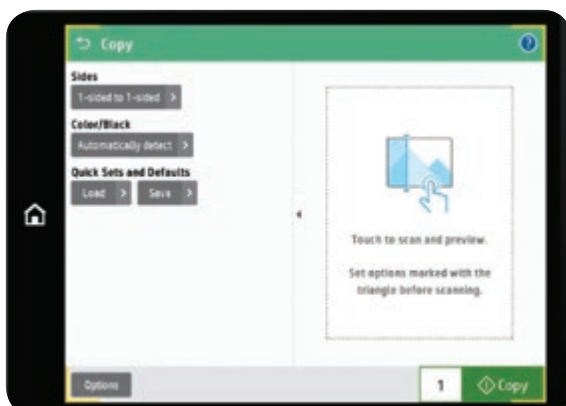 Copy
?
Sides
1-sided to 1-sided >
Color/Black
Automatically detect >
Quick Sets and Defaults
Load >
Save >
Touch to scan and preview.
Set options marked with the
triangle before scanning.
Options
1
Copy